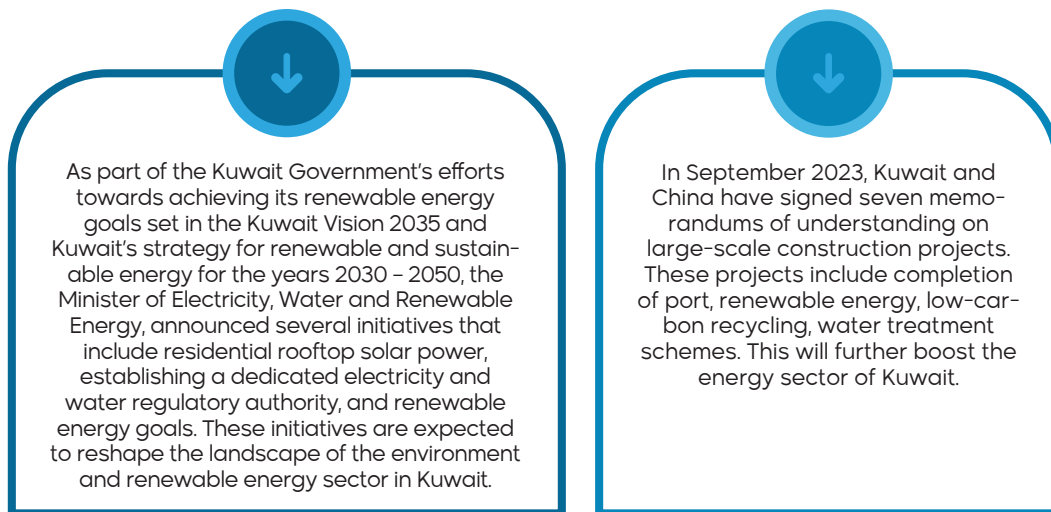 As part of the Kuwait Government's efforts
towards achieving its renewable energy
goals set in the Kuwait Vision 2035 and
Kuwait's strategy for renewable and sustain-
able energy for the years 2030 – 2050, the
Minister of Electricity, Water and Renewable
Energy, announced several initiatives that
include residential rooftop solar power,
establishing a dedicated electricity and
water regulatory authority, and renewable
energy goals. These initiatives are expected
to reshape the landscape of the environment
and renewable energy sector in Kuwait.
In September 2023, Kuwait and
China have signed seven memo-
randums of understanding on
large-scale construction projects.
These projects include completion
of port, renewable energy, low-car-
bon recycling, water treatment
schemes. This will further boost the
energy sector of Kuwait.